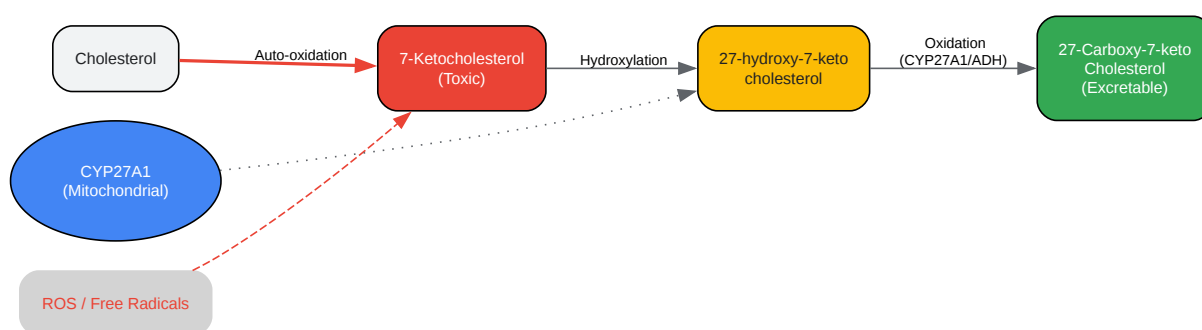 Cholesterol
Auto-oxidation
7-Ketocholesterol
(Toxic)
Hydroxylation
27-hydroxy-7-keto
cholesterol
Oxidation
(CYP27A1/ADH)
27-Carboxy-7-keto
Cholesterol
(Excretable)
CYP27A1
(Mitochondrial)
ROS / Free Radicals